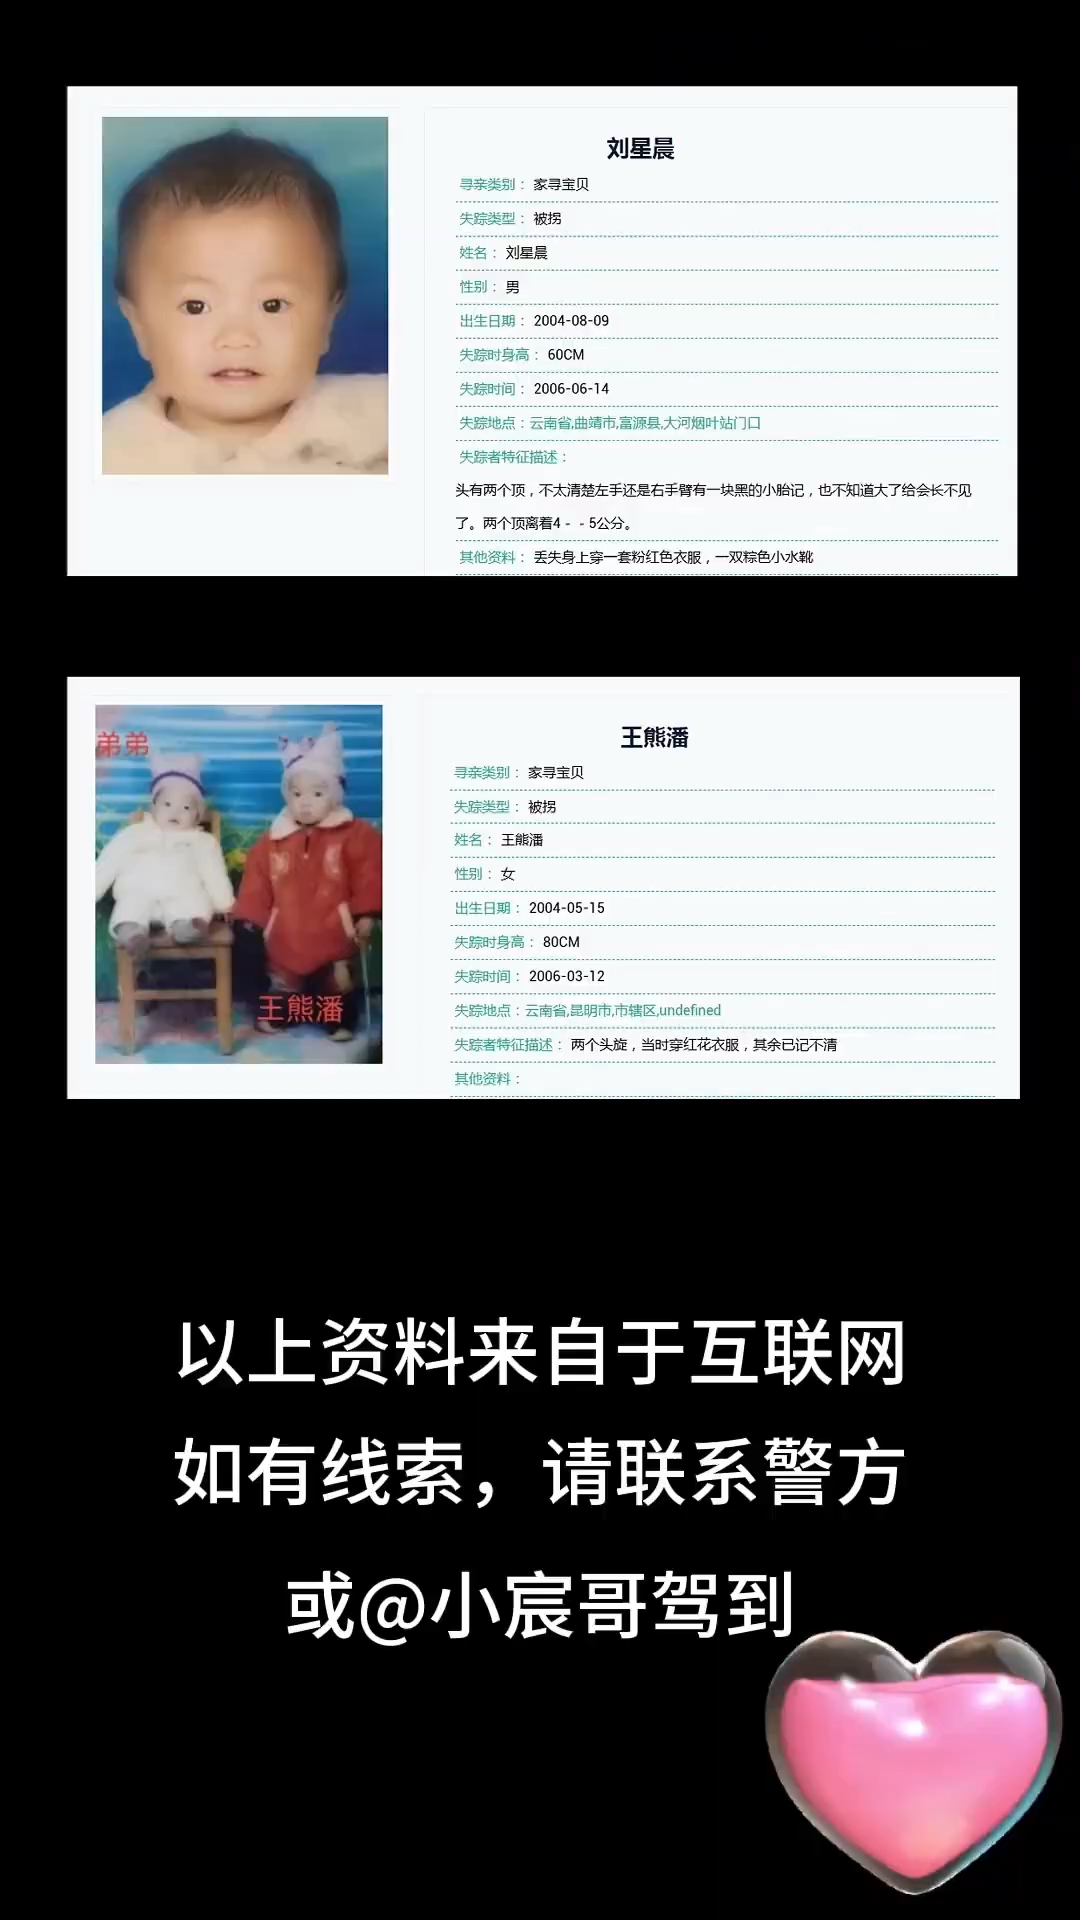 刘星晨
寻亲类别： 家寻宝贝
失踪类型： 被拐
姓名： 刘星晨
性别： 男
出生日期： 2004-08-09
失踪时身高： 60CM
失踪时间： 2006-06-14
失踪地点：云南省,曲靖市,富源县,大河烟叶站门口
失踪者特征描述：
头有两个顶，不太清楚左手还是右手臂有一块黑的小胎记，也不知道大了给会长不见
了。两个顶离着4－－5公分。
其他资料： 丢失身上穿一套粉红色衣服，一双粽色小水靴
弟弟
王熊潘
王熊潘
寻亲类别： 家寻宝贝
失踪类型： 被拐
姓名： 王熊潘
性别： 女
出生日期： 2004-05-15
失踪时身高： 80CM
失踪时间： 2006-03-12
失踪地点：云南省,昆明市,市辖区,undefined
失踪者特征描述： 两个头旋，当时穿红花衣服，其余已记不清
其他资料：
以上资料来自于互联网
如有线索，请联系警方
或@小宸哥驾到